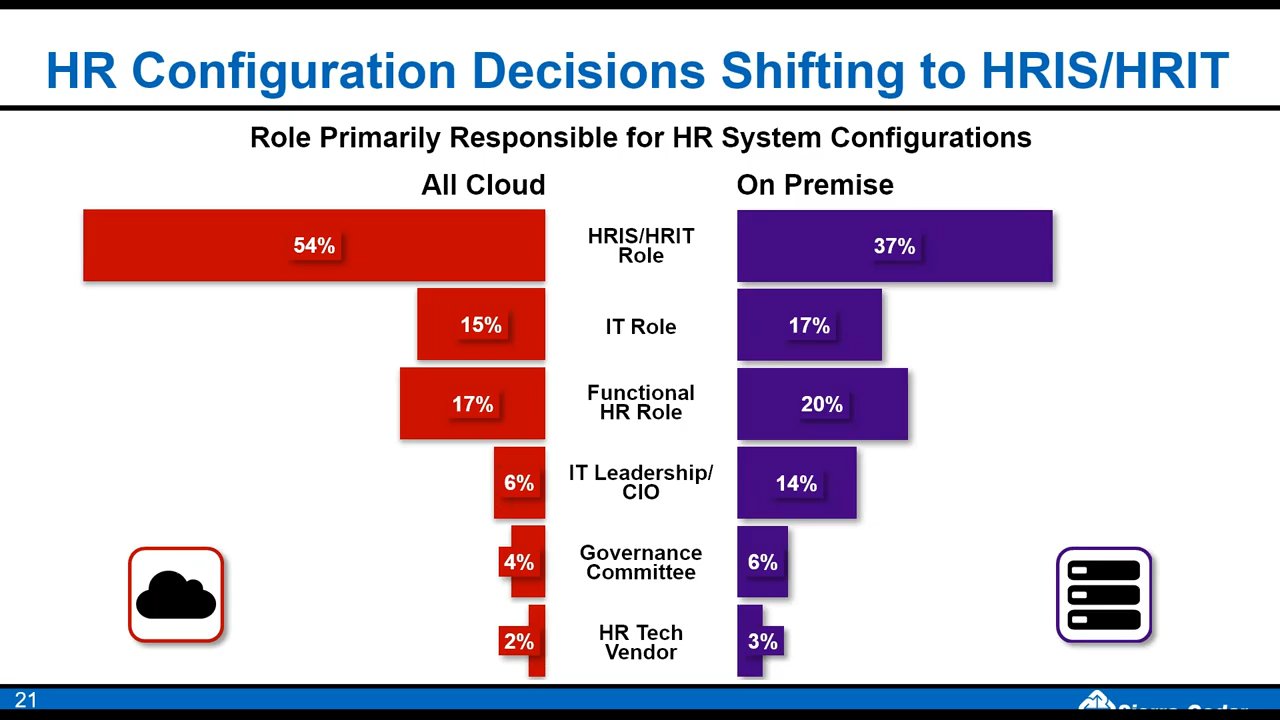 HR Configuration Decisions Shifting to HRIS/HRIT
Role Primarily Responsible for HR System Configurations
All Cloud
On Premise
54%
HRIS/HRIT
Role
37%
15%
IT Role
17%
17%
Functional
HR Role
20%
6%
IT Leadership/
CIO
14%
4%
Governance
Committee
6%
2%
HR Tech
Vendor
3%
21